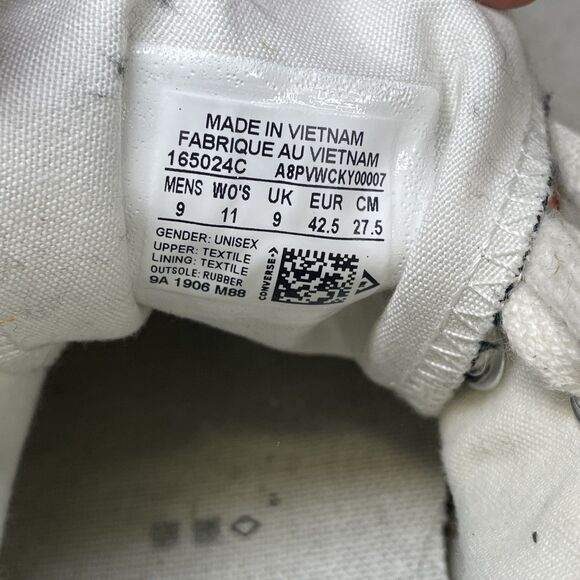 MADE IN VIETNAM
FABRIQUE AU VIETNAM
165024C A8PVWCKY00007
MENS WO'S UK EUR CM
9 11 9 42.5 27.5
GENDER: UNISEX
UPPER: TEXTILE
LINING: TEXTILE
OUTSOLE: RUBBER
9A 1906 M88
CONVERSE->